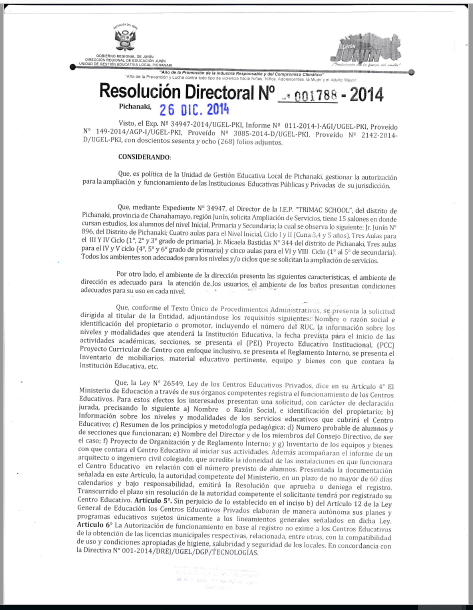 GOBIERNO REGIONAL DE JUNÍN
DIRECCIÓN REGIONAL DE EDUCACIÓN JUNÍN
UNIDAD DE GESTIÓN EDUCATIVA LOCAL PICHANAKI
"Año de la Promoción de la Industria Responsable y del Compromiso Climático"
Resolución Directoral Nº 001788 - 2014
Pichanaki, 26 DIC. 2014
Visto, el Exp. Nº 34947-2014/UGEL-PKI, Informe Nº 011-2014-J-AGI/UGEL-PKI, Proveído
Nº 149-2014/AGP-J/UGEL-PKI, Proveído Nº 3085-2014-D/UGEL-PKI, Proveído Nº 2142-2014-
D/UGEL-PKI, con doscientos sesenta y ocho (268) folios adjuntos.
CONSIDERANDO:
Que, es política de la Unidad de Gestión Educativa Local de Pichanaki, gestionar la autorización
para la ampliación y funcionamiento de las Instituciones Educativas Públicas y Privadas de su jurisdicción.
Que, mediante Expediente Nº 34947, el Director de la I.E.P. "TRIMAC SCHOOL", del distrito de
Pichanaki, provincia de Chanchamayo, región Junín, solicita Ampliación de Servicios, tiene 15 salones en donde
cursan estudios, los alumnos del nivel Inicial, Primaria y Secundaria; la cual se observa lo siguiente: Jr. Junín Nº
896, del Distrito de Pichanaki; Cuatro aulas para el Nivel Inicial, Ciclo I y II (Cuna 3,4 y 5 años), Tres Aulas para
el III Y IV Ciclo (1°, 2° y 3° grado de primaria), Jr. Micaela Bastidas Nº 344 del distrito de Pichanaki, Tres aulas
para el IV y V ciclo (4°, 5° y 6° grado de primaria) y cinco aulas para el VI y VIII Ciclo (1° al 5° de secundaria).
Todos los ambientes son adecuados para los niveles y/o ciclos que se solicitan la ampliación de servicios.
Por otro lado, el ambiente de la dirección presenta las siguientes características, el ambiente de
dirección es adecuado para la atención de los usuarios, el ambiente de los baños presentan condiciones
adecuados para su uso en cada nivel.
Que, conforme el Texto Único de Procedimientos Administrativos, se presenta la solicitud
dirigida al titular de la Entidad, adjuntándose los requisitos siguientes: Nombre o razón social e
identificación del propietario o promotor, incluyendo el número del RUC, la información sobre los
niveles y modalidades que atenderá la Institución Educativa, la fecha prevista para el inicio de las
actividades académicas, secciones, se presenta el (PEI) Proyecto Educativo Institucional, (PCC)
Proyecto Curricular de Centro con enfoque inclusivo, se presenta el Reglamento Interno, se presenta el
Inventario de mobiliarios, material educativo pertinente, equipo y bienes con que contara la
Institución Educativa, etc.
Que, la Ley Nº 26549, Ley de los Centros Educativos Privados, dice en su Artículo 4° El
Ministerio de Educación a través de sus órganos competentes registra el funcionamiento de los Centros
Educativos. Para estos efectos los interesados presentan una solicitud, con carácter de declaración
jurada, precisando lo siguiente a) Nombre o Razón Social, e identificación del propietario; b)
Información sobre los niveles y modalidades de los servicios educativos que cubrirá el Centro
Educativo; c) Resumen de los principios y metodología pedagógica; d) Numero probable de alumnos y
de secciones que funcionaran; e) Nombre del Director y de los miembros del Consejo Directivo, de ser
el caso; f) Proyecto de Organización y de Reglamento Interno; y g) Inventario de los equipos y bienes
con que contara el Centro Educativo al iniciar sus actividades. Además acompañarán el informe de un
arquitecto o ingeniero civil colegiado, que acredite la idoneidad de las instalaciones en que funcionara
el Centro Educativo en relación con el número previsto de alumnos. Presentada la documentación
señalada en este Artículo, la autoridad competente del Ministerio, en un plazo de no mayor de 60 días
calendarios y bajo responsabilidad, emitirá la Resolución que aprueba o deniega el registro.
Transcurrido el plazo sin resolución de la autoridad competente el solicitante tendrá por registrado su
Centro Educativo. Artículo 5°. Sin perjuicio de lo establecido en el inciso b) del Artículo 12 de la Ley
General de Educación los Centros Educativos Privados elaboran de manera autónoma sus planes y
programas educativos sujetos únicamente a los lineamientos generales señalados en dicha Ley.
Artículo 6° La Autorización de funcionamiento en base al registro no exime a los Centros Educativos
de la obtención de las licencias municipales respectivas, relacionada, entre otras, con la compatibilidad
de uso y condiciones apropiadas de higiene, salubridad y seguridad de los locales. En concordancia con
la Directiva Nº 001-2014/DREJ/UGEL/DGP/TECNOLOGÍAS.